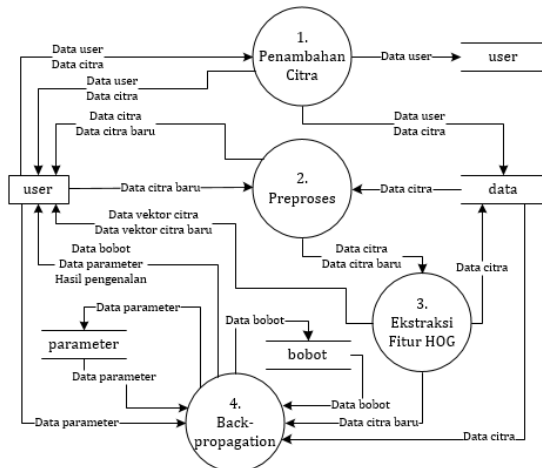 1.
Penambahan
Citra
Data user
Data citra
Data user
user
Data user
Data citra
Data user
Data citra
Data citra
Data citra baru
2.
Preproses
user
Data citra baru
Data citra
data
Data vektor citra
Data vektor citra baru
Data citra
Data citra baru
Data bobot
Data parameter
Hasil pengenalan
Data citra
3.
Ekstraksi
Fitur HOG
Data parameter
Data bobot
parameter
bobot
Data parameter
4.
Back-
propagation
Data bobot
Data parameter
Data citra baru
Data citra